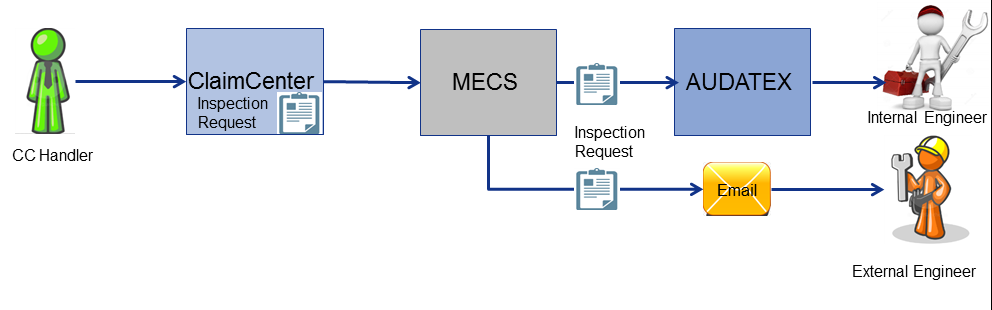 ClaimCenter
Inspection
Request
MECS
AUDATEX
Internal Engineer
CC Handler
Inspection
Request
Email
External Engineer